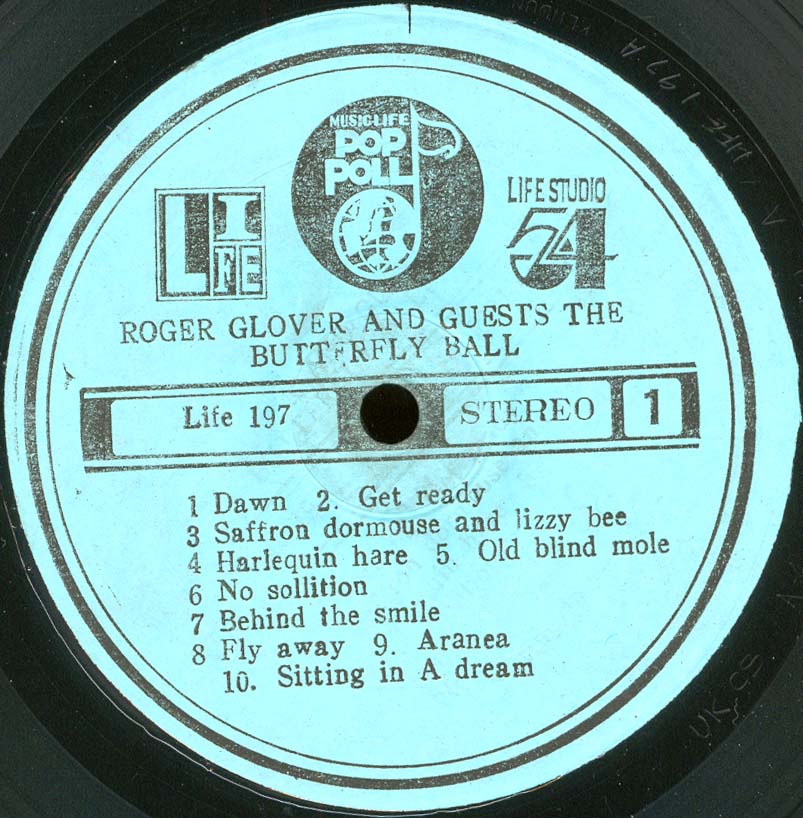 MUSIC-LIFE
POP
POLL
LIFE
LIFE STUDIO
54
ROGER GLOVER AND GUESTS THE
BUTTERFLY BALL
Life 197 STEREO 1
1 Dawn 2. Get ready
3 Saffron dormouse and lizzy bee
4 Harlequin hare 5. Old blind mole
6 No sollition
7 Behind the smile
8 Fly away 9. Aranea
10. Sitting in A dream
A / LIFE 197 A